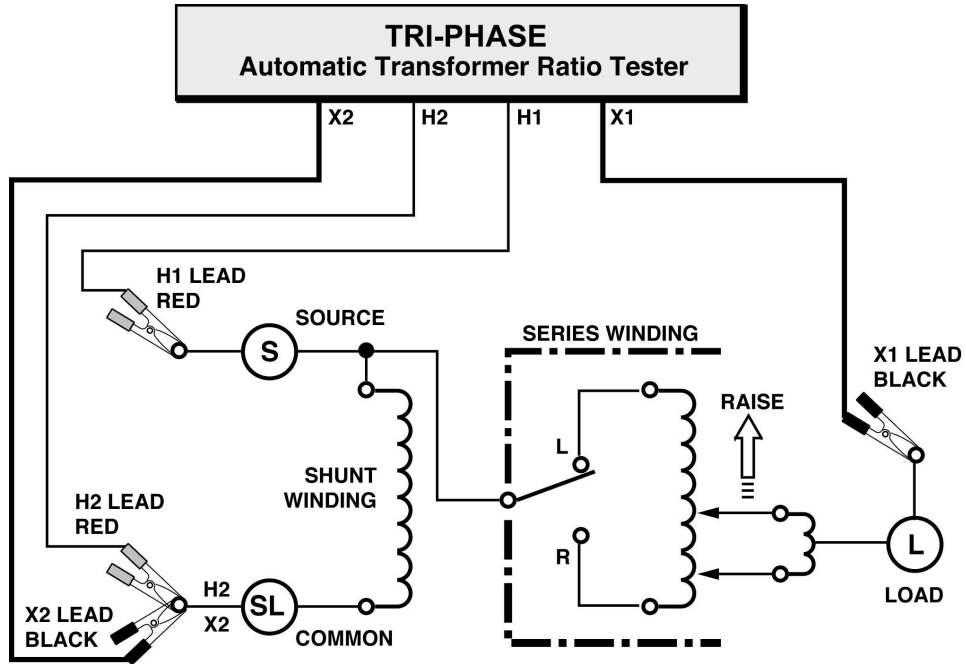 TRI-PHASE
Automatic Transformer Ratio Tester
X2
H2
H1
X1
H1 LEAD
RED
SOURCE
S
SERIES WINDING
X1 LEAD
BLACK
RAISE
L
SHUNT
WINDING
H2 LEAD
RED
R
L
LOAD
H2
X2
SL
COMMON
X2 LEAD
BLACK